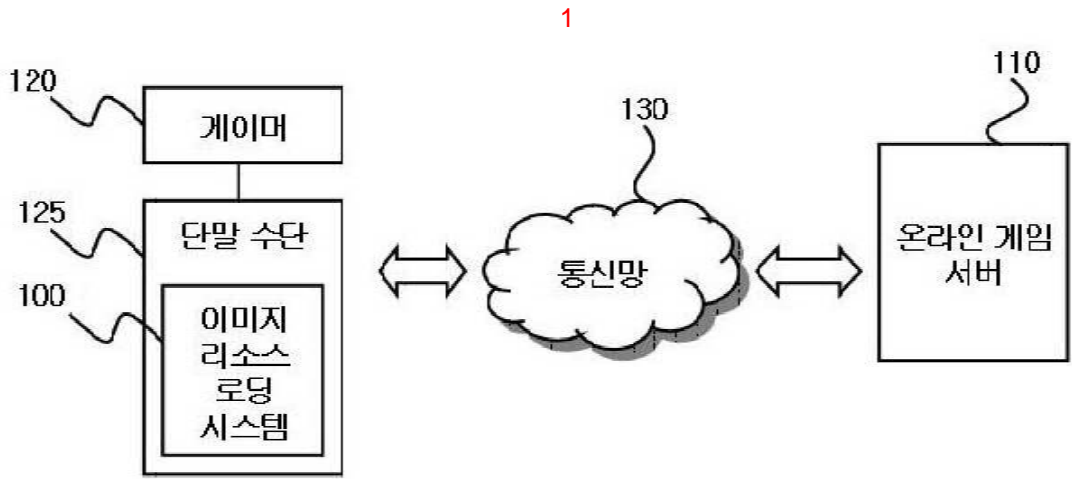 1
120
게이머
125
단말 수단
100
이미지
리소스
로딩
시스템
130
통신망
110
온라인 게임
서버